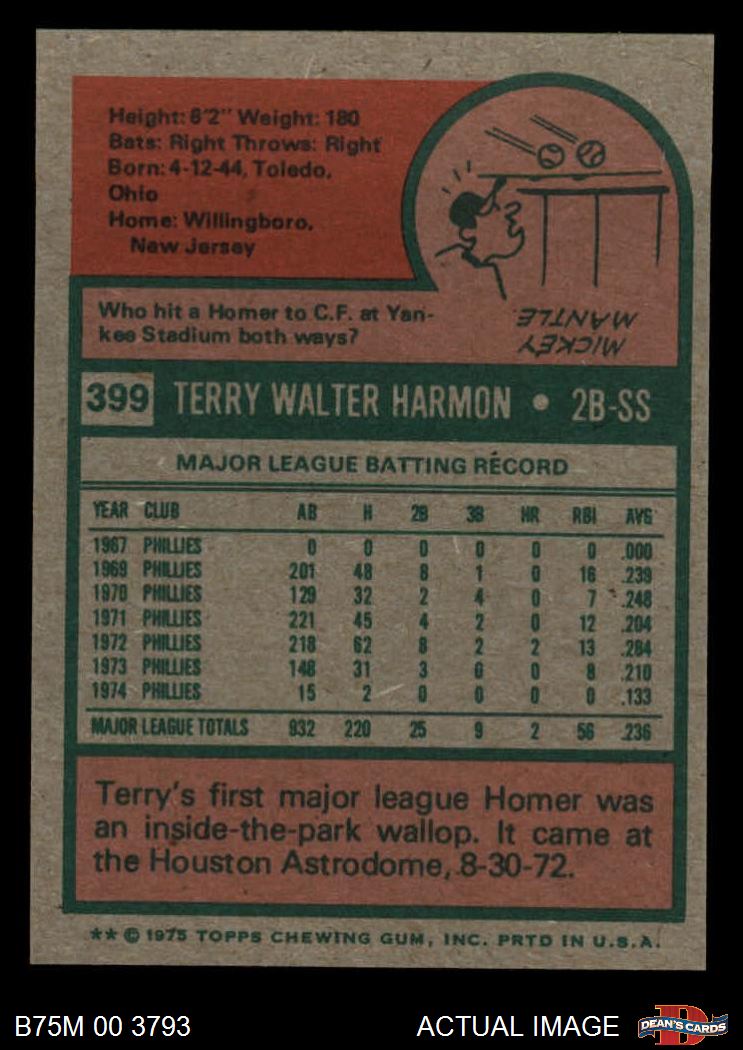 Height: 6'2" Weight: 180
Bats: Right Throws: Right
Born: 4-12-44, Toledo,
Ohio
Home: Willingboro,
New Jersey
Who hit a Homer to C.F. at Yan-
kee Stadium both ways?
MICKEY
MANTLE.
399 TERRY WALTER HARMON • 2B-SS
MAJOR LEAGUE BATTING RECORD
YEAR CLUB AB H 2B 3B HR RBI AVG
1967 PHILLIES 0 0 0 0 0 0 .000
1969 PHILLIES 201 48 8 1 0 16 .239
1970 PHILLIES 129 32 2 4 0 7 .248
1971 PHILLIES 221 45 4 2 0 12 .204
1972 PHILLIES 218 62 8 2 2 13 .284
1973 PHILLIES 148 31 3 0 0 8 .210
1974 PHILLIES 15 2 0 0 0 0 .133
MAJOR LEAGUE TOTALS 932 220 25 9 2 56 .236
Terry's first major league Homer was
an inside-the-park wallop. It came at
the Houston Astrodome, 8-30-72.
** © 1975 TOPPS CHEWING GUM, INC. PRTD IN U.S.A.
B75M 00 3793 ACTUAL IMAGE D DEAN'S CARDS